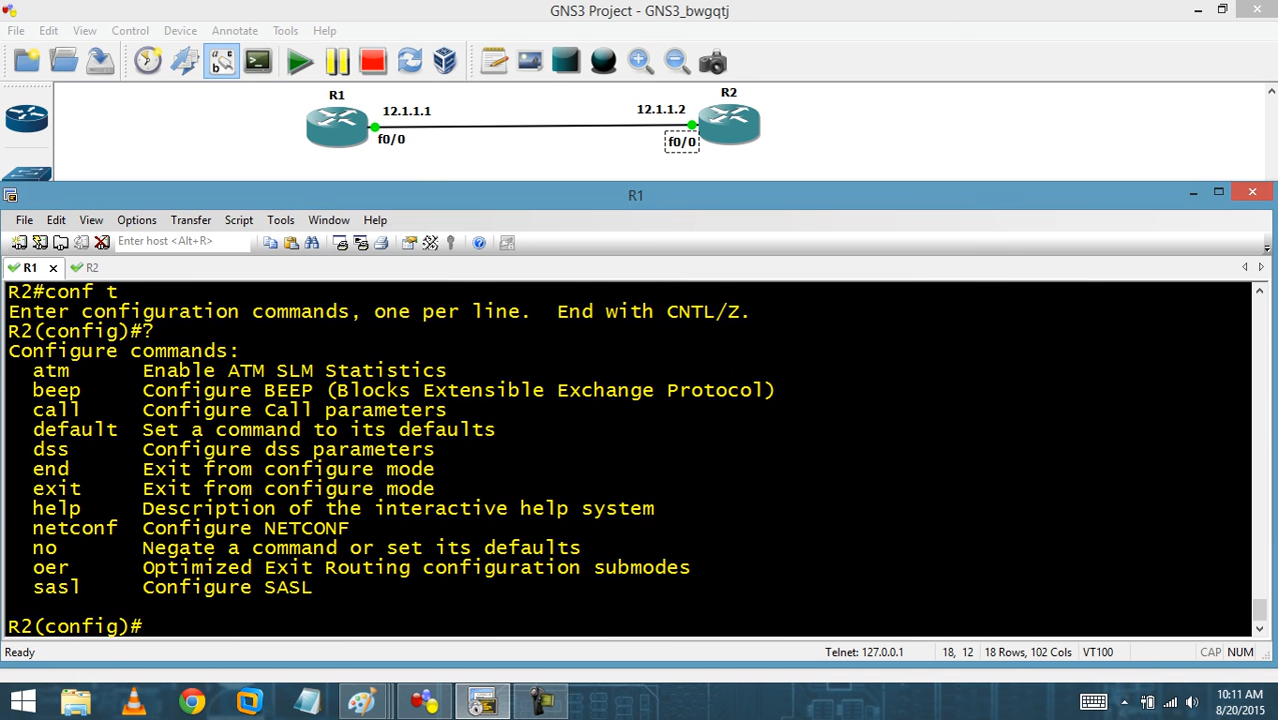 GNS3 Project - GNS3_bwgqtj
File Edit View Control Device Annotate Tools Help
R1
R2
12.1.1.1
12.1.1.2
f0/0
f0/0
R1
File Edit View Options Transfer Script Tools Window Help
Enter host <Alt+R>
R1 R2
R2#conf t
Enter configuration commands, one per line.  End with CNTL/Z.
R2(config)#?
Configure commands:
  atm      Enable ATM SLM Statistics
  beep     Configure BEEP (Blocks Extensible Exchange Protocol)
  call     Configure Call parameters
  default  Set a command to its defaults
  dss      Configure dss parameters
  end      Exit from configure mode
  exit     Exit from configure mode
  help     Description of the interactive help system
  netconf  Configure NETCONF
  no       Negate a command or set its defaults
  oer      Optimized Exit Routing configuration submodes
  sasl     Configure SASL
R2(config)#
Ready Telnet: 127.0.0.1 18, 12 18 Rows, 102 Cols VT100 CAP NUM
10:11 AM
8/20/2015